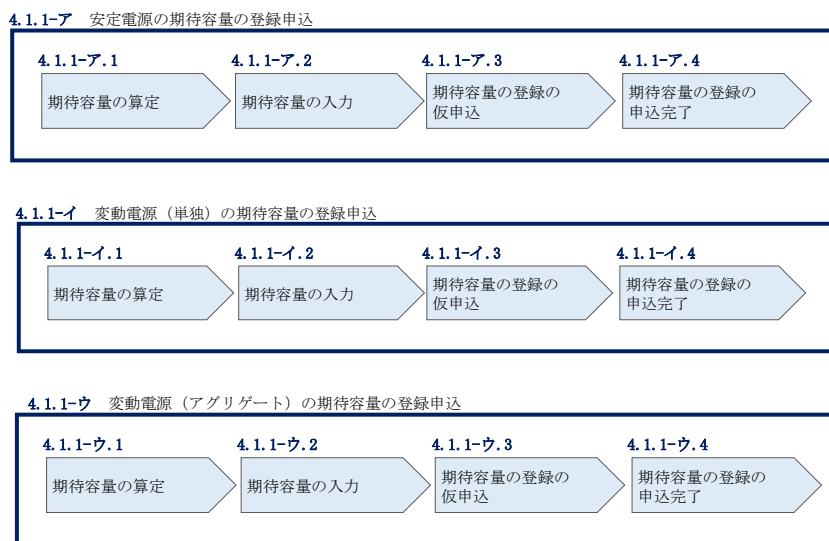 4.1.1-ア 安定電源の期待容量の登録申込
4.1.1-ア.1 4.1.1-ア.2 4.1.1-ア.3 4.1.1-ア.4
期待容量の算定 期待容量の入力 期待容量の登録の 期待容量の登録の
仮申込 申込完了
4.1.1-イ 変動電源（単独）の期待容量の登録申込
4.1.1-イ.1 4.1.1-イ.2 4.1.1-イ.3 4.1.1-イ.4
期待容量の算定 期待容量の入力 期待容量の登録の 期待容量の登録の
仮申込 申込完了
4.1.1-ウ 変動電源（アグリゲート）の期待容量の登録申込
4.1.1-ウ.1 4.1.1-ウ.2 4.1.1-ウ.3 4.1.1-ウ.4
期待容量の算定 期待容量の入力 期待容量の登録の 期待容量の登録の
仮申込 申込完了